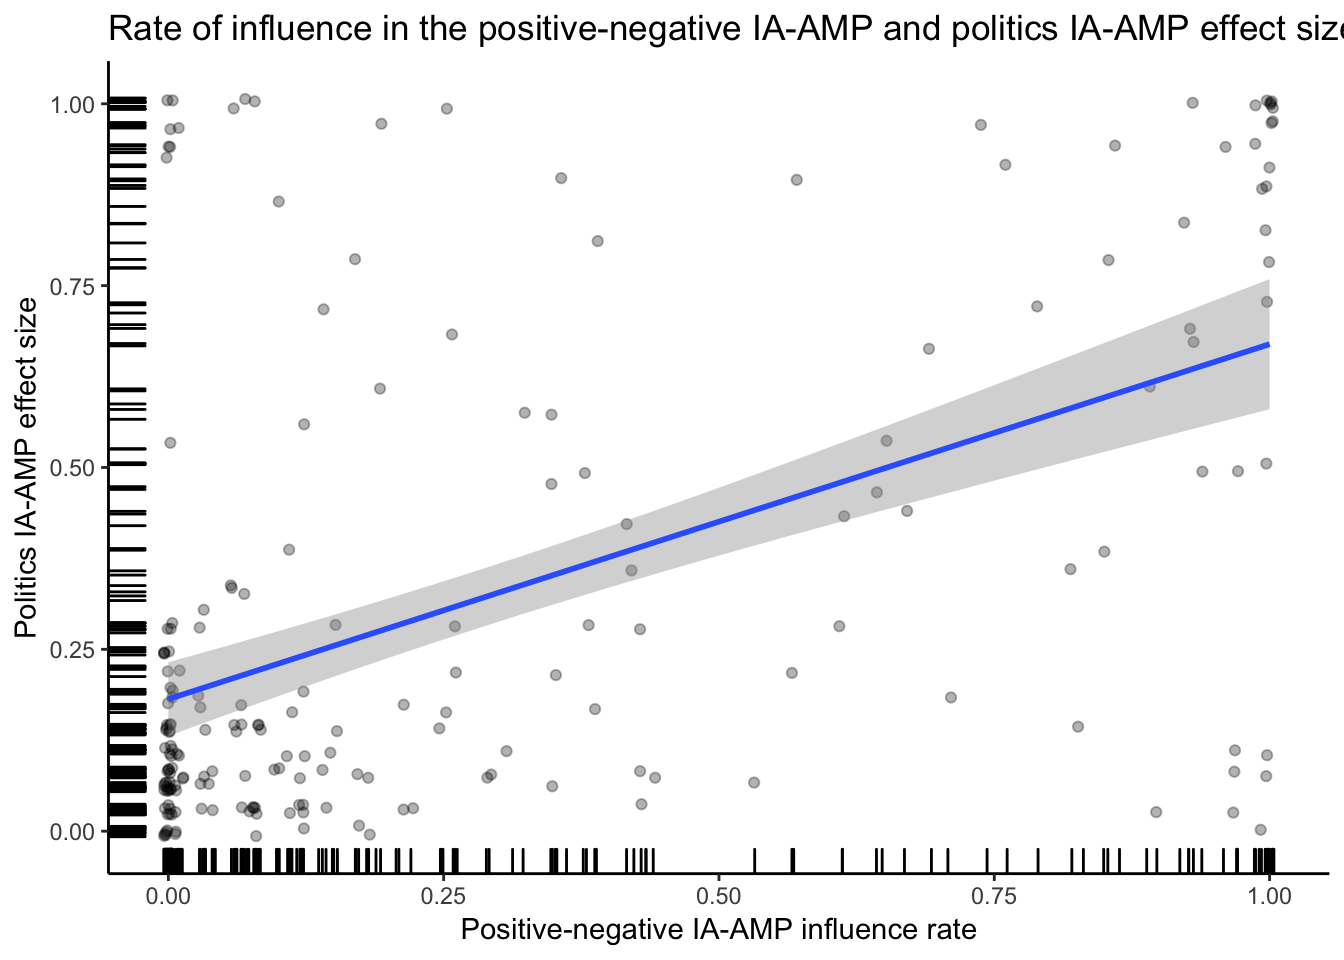 Rate of influence in the positive-negative IA-AMP and politics IA-AMP effect size
Politics IA-AMP effect size
1.00
0.75
0.50
0.25
0.00
0.00 0.25 0.50 0.75 1.00
Positive-negative IA-AMP influence rate